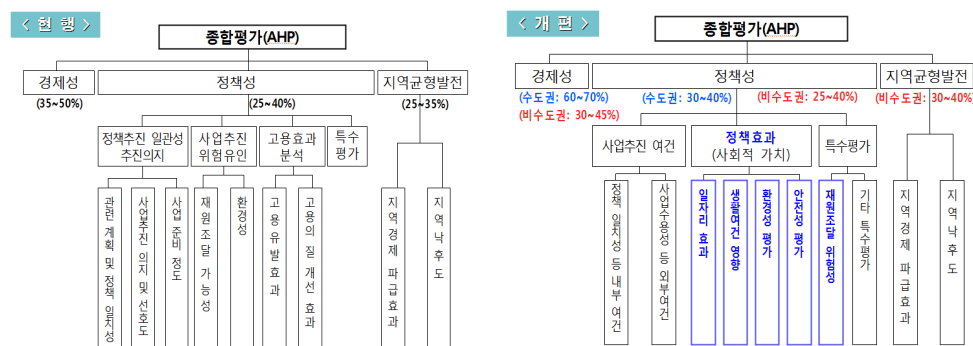 < 현 행 >
종합평가(AHP)
경제성
정책성
지역균형발전
(35~50%)
(25~40%)
(25~35%)
정책추진 일관성
추진의지
사업추진
위험유인
고용효과
분석
특수
평가
관련 계획 및 정책 일치성
사업추진 의지 및 선호도
사업 준비 정도
재원 조달 가능성
환경성
고용 유발 효과
고용의 질 개선 효과
지역경제 파급효과
지역낙후도
< 개 편 >
종합평가(AHP)
경제성
정책성
지역균형발전
(수도권: 60~70%)
(비수도권: 30~45%)
(수도권: 30~40%)
(비수도권: 25~40%)
(비수도권: 30~40%)
사업추진 여건
정책효과
(사회적 가치)
특수평가
정책 일치성 등 내부 여건
사업수용성 등 외부여건
일자리 효과
생활여건 영향
환경성 평가
안전성 평가
재원조달 위험성
기타 특수평가
지역경제 파급효과
지역낙후도